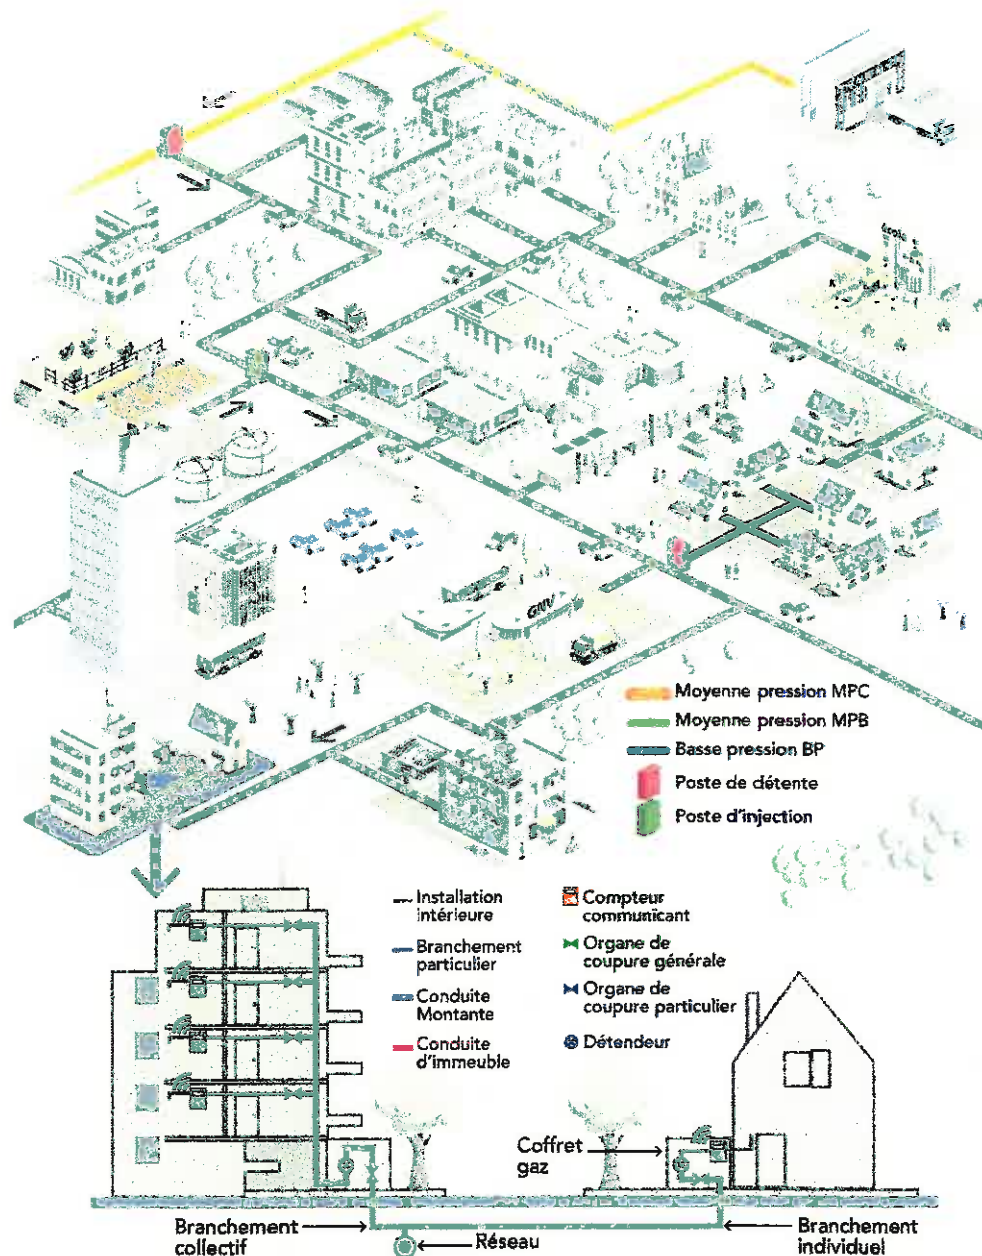 école
GNV
Moyenne pression MPC
Moyenne pression MPB
Basse pression BP
Poste de détente
Poste d'injection
Installation
intérieure
Branchement
particulier
Conduite
Montante
Conduite
d'immeuble
Compteur
communicant
Organe de
coupure générale
Organe de
coupure particulier
Détendeur
Coffret
gaz
Branchement
collectif
Réseau
Branchement
individuel